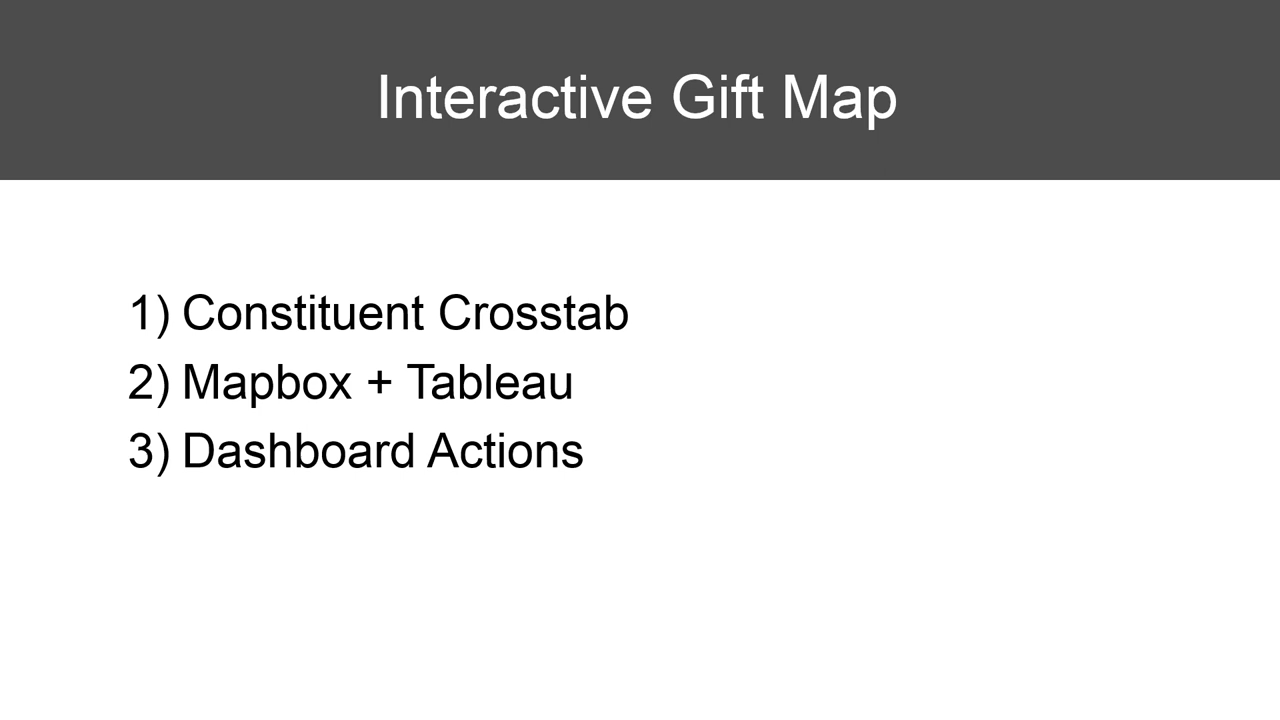 Interactive Gift Map
1) Constituent Crosstab
2) Mapbox + Tableau
3) Dashboard Actions